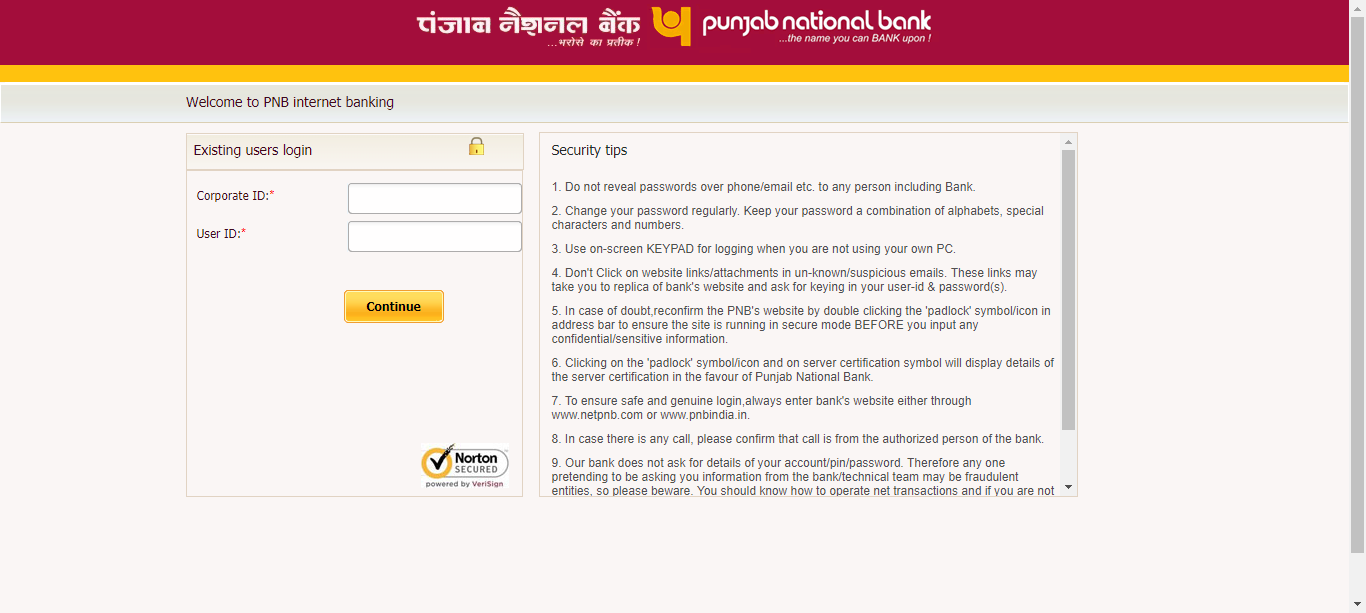 पंजाब नैशनल बैंक punjab national bank
...भरोसे का प्रतीक ! ...the name you can BANK upon !
Welcome to PNB internet banking
Existing users login
Corporate ID:*
User ID:*
Continue
Norton
SECURED
powered by VeriSign
Security tips
1. Do not reveal passwords over phone/email etc. to any person including Bank.
2. Change your password regularly. Keep your password a combination of alphabets, special
characters and numbers.
3. Use on-screen KEYPAD for logging when you are not using your own PC.
4. Don't Click on website links/attachments in un-known/suspicious emails. These links may
take you to replica of bank's website and ask for keying in your user-id & password(s).
5. In case of doubt,reconfirm the PNB's website by double clicking the 'padlock' symbol/icon in
address bar to ensure the site is running in secure mode BEFORE you input any
confidential/sensitive information.
6. Clicking on the 'padlock' symbol/icon and on server certification symbol will display details of
the server certification in the favour of Punjab National Bank.
7. To ensure safe and genuine login,always enter bank's website either through
www.netpnb.com or www.pnbindia.in.
8. In case there is any call, please confirm that call is from the authorized person of the bank.
9. Our bank does not ask for details of your account/pin/password. Therefore any one
pretending to be asking you information from the bank/technical team may be fraudulent
entities, so please beware. You should know how to operate net transactions and if you are not